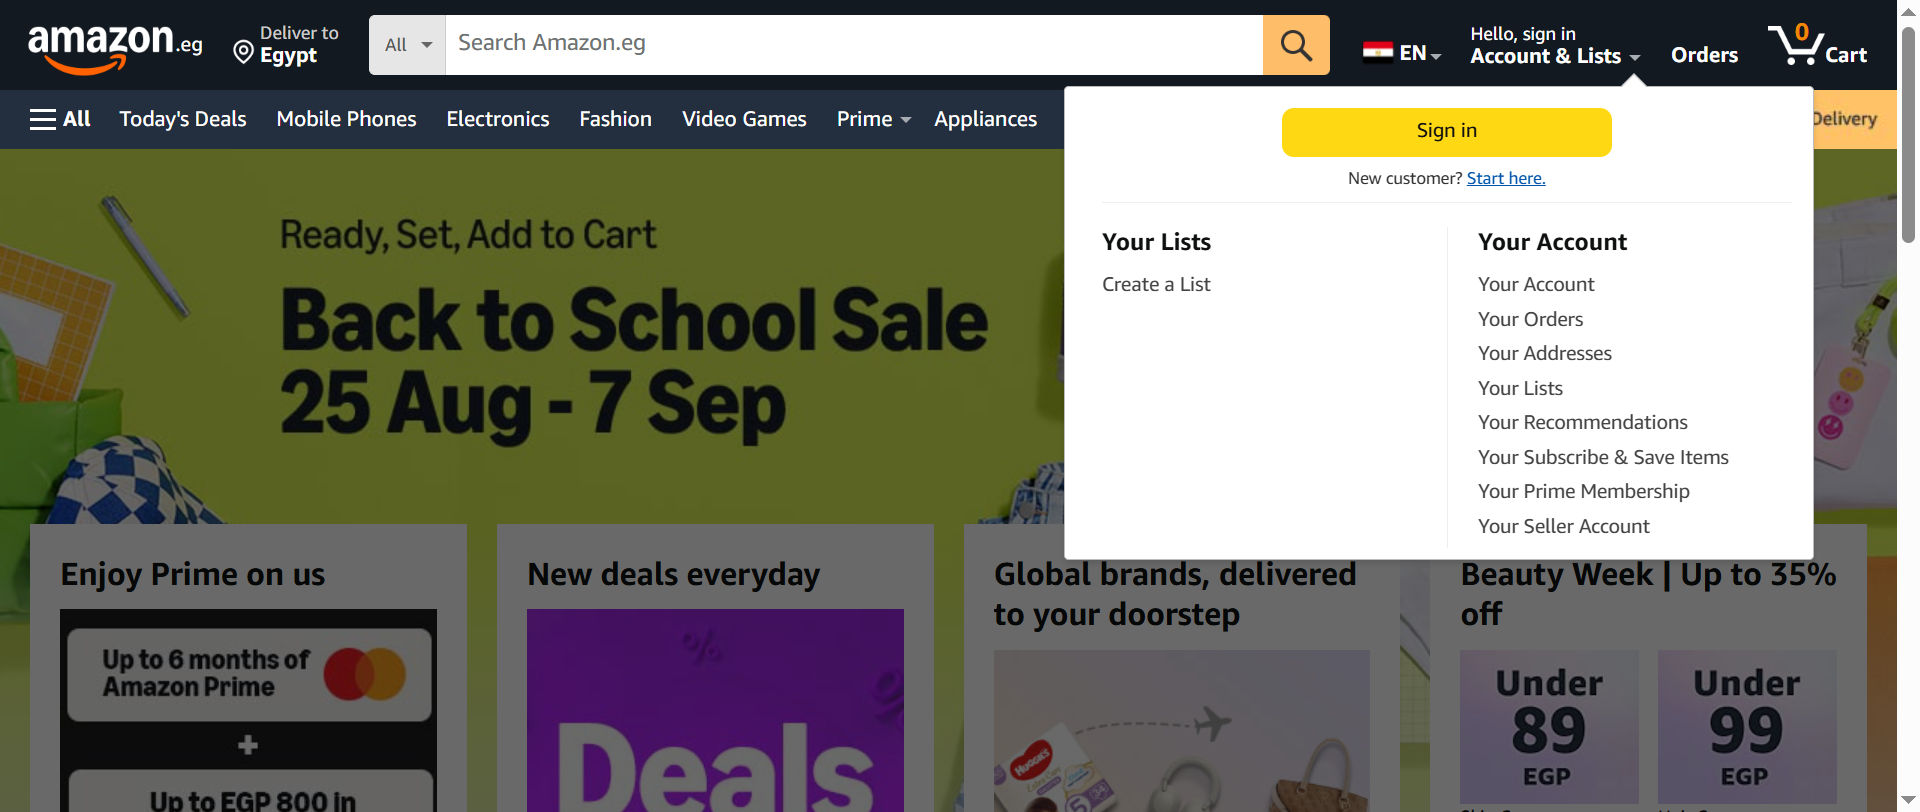 amazon.eg
Deliver to
Egypt
All
Search Amazon.eg
EN
Hello, sign in
Account & Lists
Orders
0
Cart
All
Today's Deals
Mobile Phones
Electronics
Fashion
Video Games
Prime
Appliances
Delivery
Sign in
New customer? Start here.
Your Lists
Create a List
Your Account
Your Account
Your Orders
Your Addresses
Your Lists
Your Recommendations
Your Subscribe & Save Items
Your Prime Membership
Your Seller Account
Ready, Set, Add to Cart
Back to School Sale
25 Aug - 7 Sep
Enjoy Prime on us
Up to 6 months of
Amazon Prime
+
Up to EGP 800 in
New deals everyday
%
%
Deals
Global brands, delivered
to your doorstep
HUGGIES
Extra Care
5
Beauty Week | Up to 35%
off
Under
89
EGP
Under
99
EGP